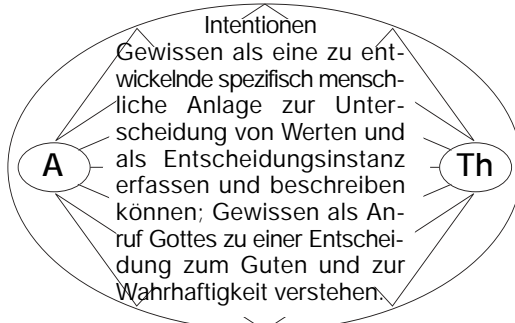 Intentionen
Gewissen als eine zu ent-
wickelnde spezifisch mensch-
liche Anlage zur Unter-
scheidung von Werten und
A als Entscheidungsinstanz Th
erfassen und beschreiben
können; Gewissen als An-
ruf Gottes zu einer Entschei-
dung zum Guten und zur
Wahrhaftigkeit verstehen.